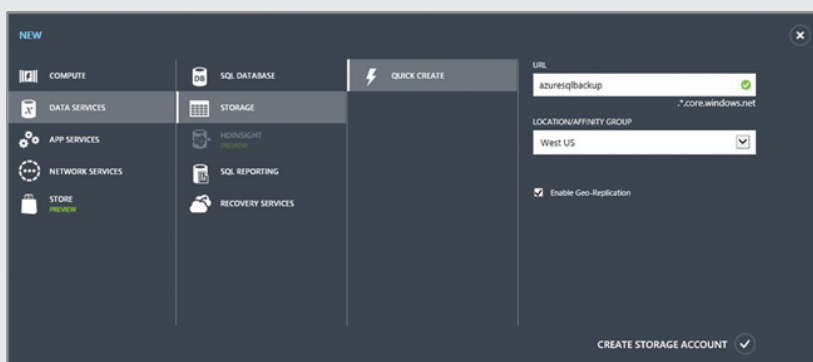 NEW
COMPUTE
DATA SERVICES
APP SERVICES
NETWORK SERVICES
STORE
PREVIEW
SQL DATABASE
STORAGE
HDINSIGHT
PREVIEW
SQL REPORTING
RECOVERY SERVICES
QUICK CREATE
URL
azuresqlbackup
.*.core.windows.net
LOCATION/AFFINITY GROUP
West US
Enable Geo-Replication
CREATE STORAGE ACCOUNT